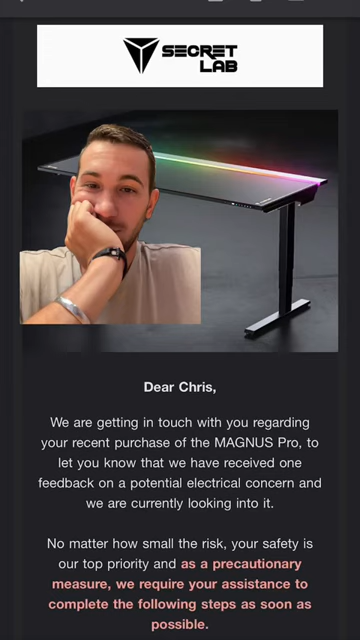 SECRET
LAB
Dear Chris,
We are getting in touch with you regarding
your recent purchase of the MAGNUS Pro, to
let you know that we have received one
feedback on a potential electrical concern and
we are currently looking into it.
No matter how small the risk, your safety is
our top priority and as a precautionary
measure, we require your assistance to
complete the following steps as soon as
possible.